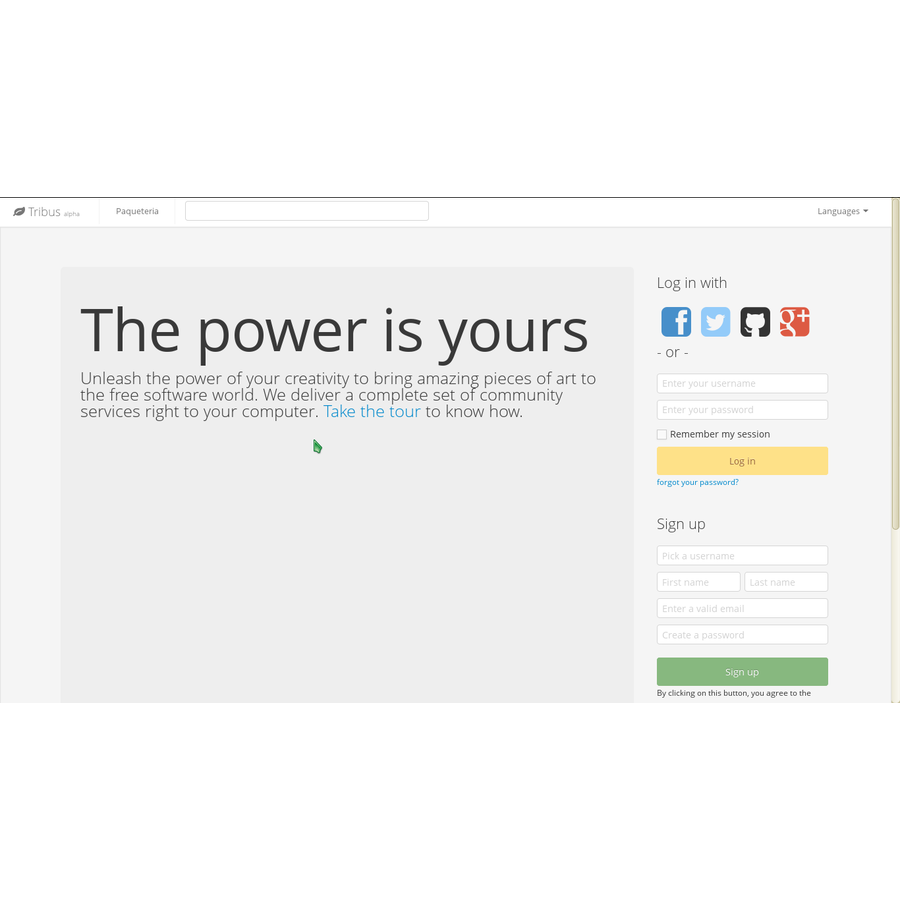 Tribus alpha
Paqueteria
Languages
The power is yours
Unleash the power of your creativity to bring amazing pieces of art to
the free software world. We deliver a complete set of community
services right to your computer. Take the tour to know how.
Log in with
- or -
Enter your username
Enter your password
Remember my session
Log in
forgot your password?
Sign up
Pick a username
First name
Last name
Enter a valid email
Create a password
Sign up
By clicking on this button, you agree to the